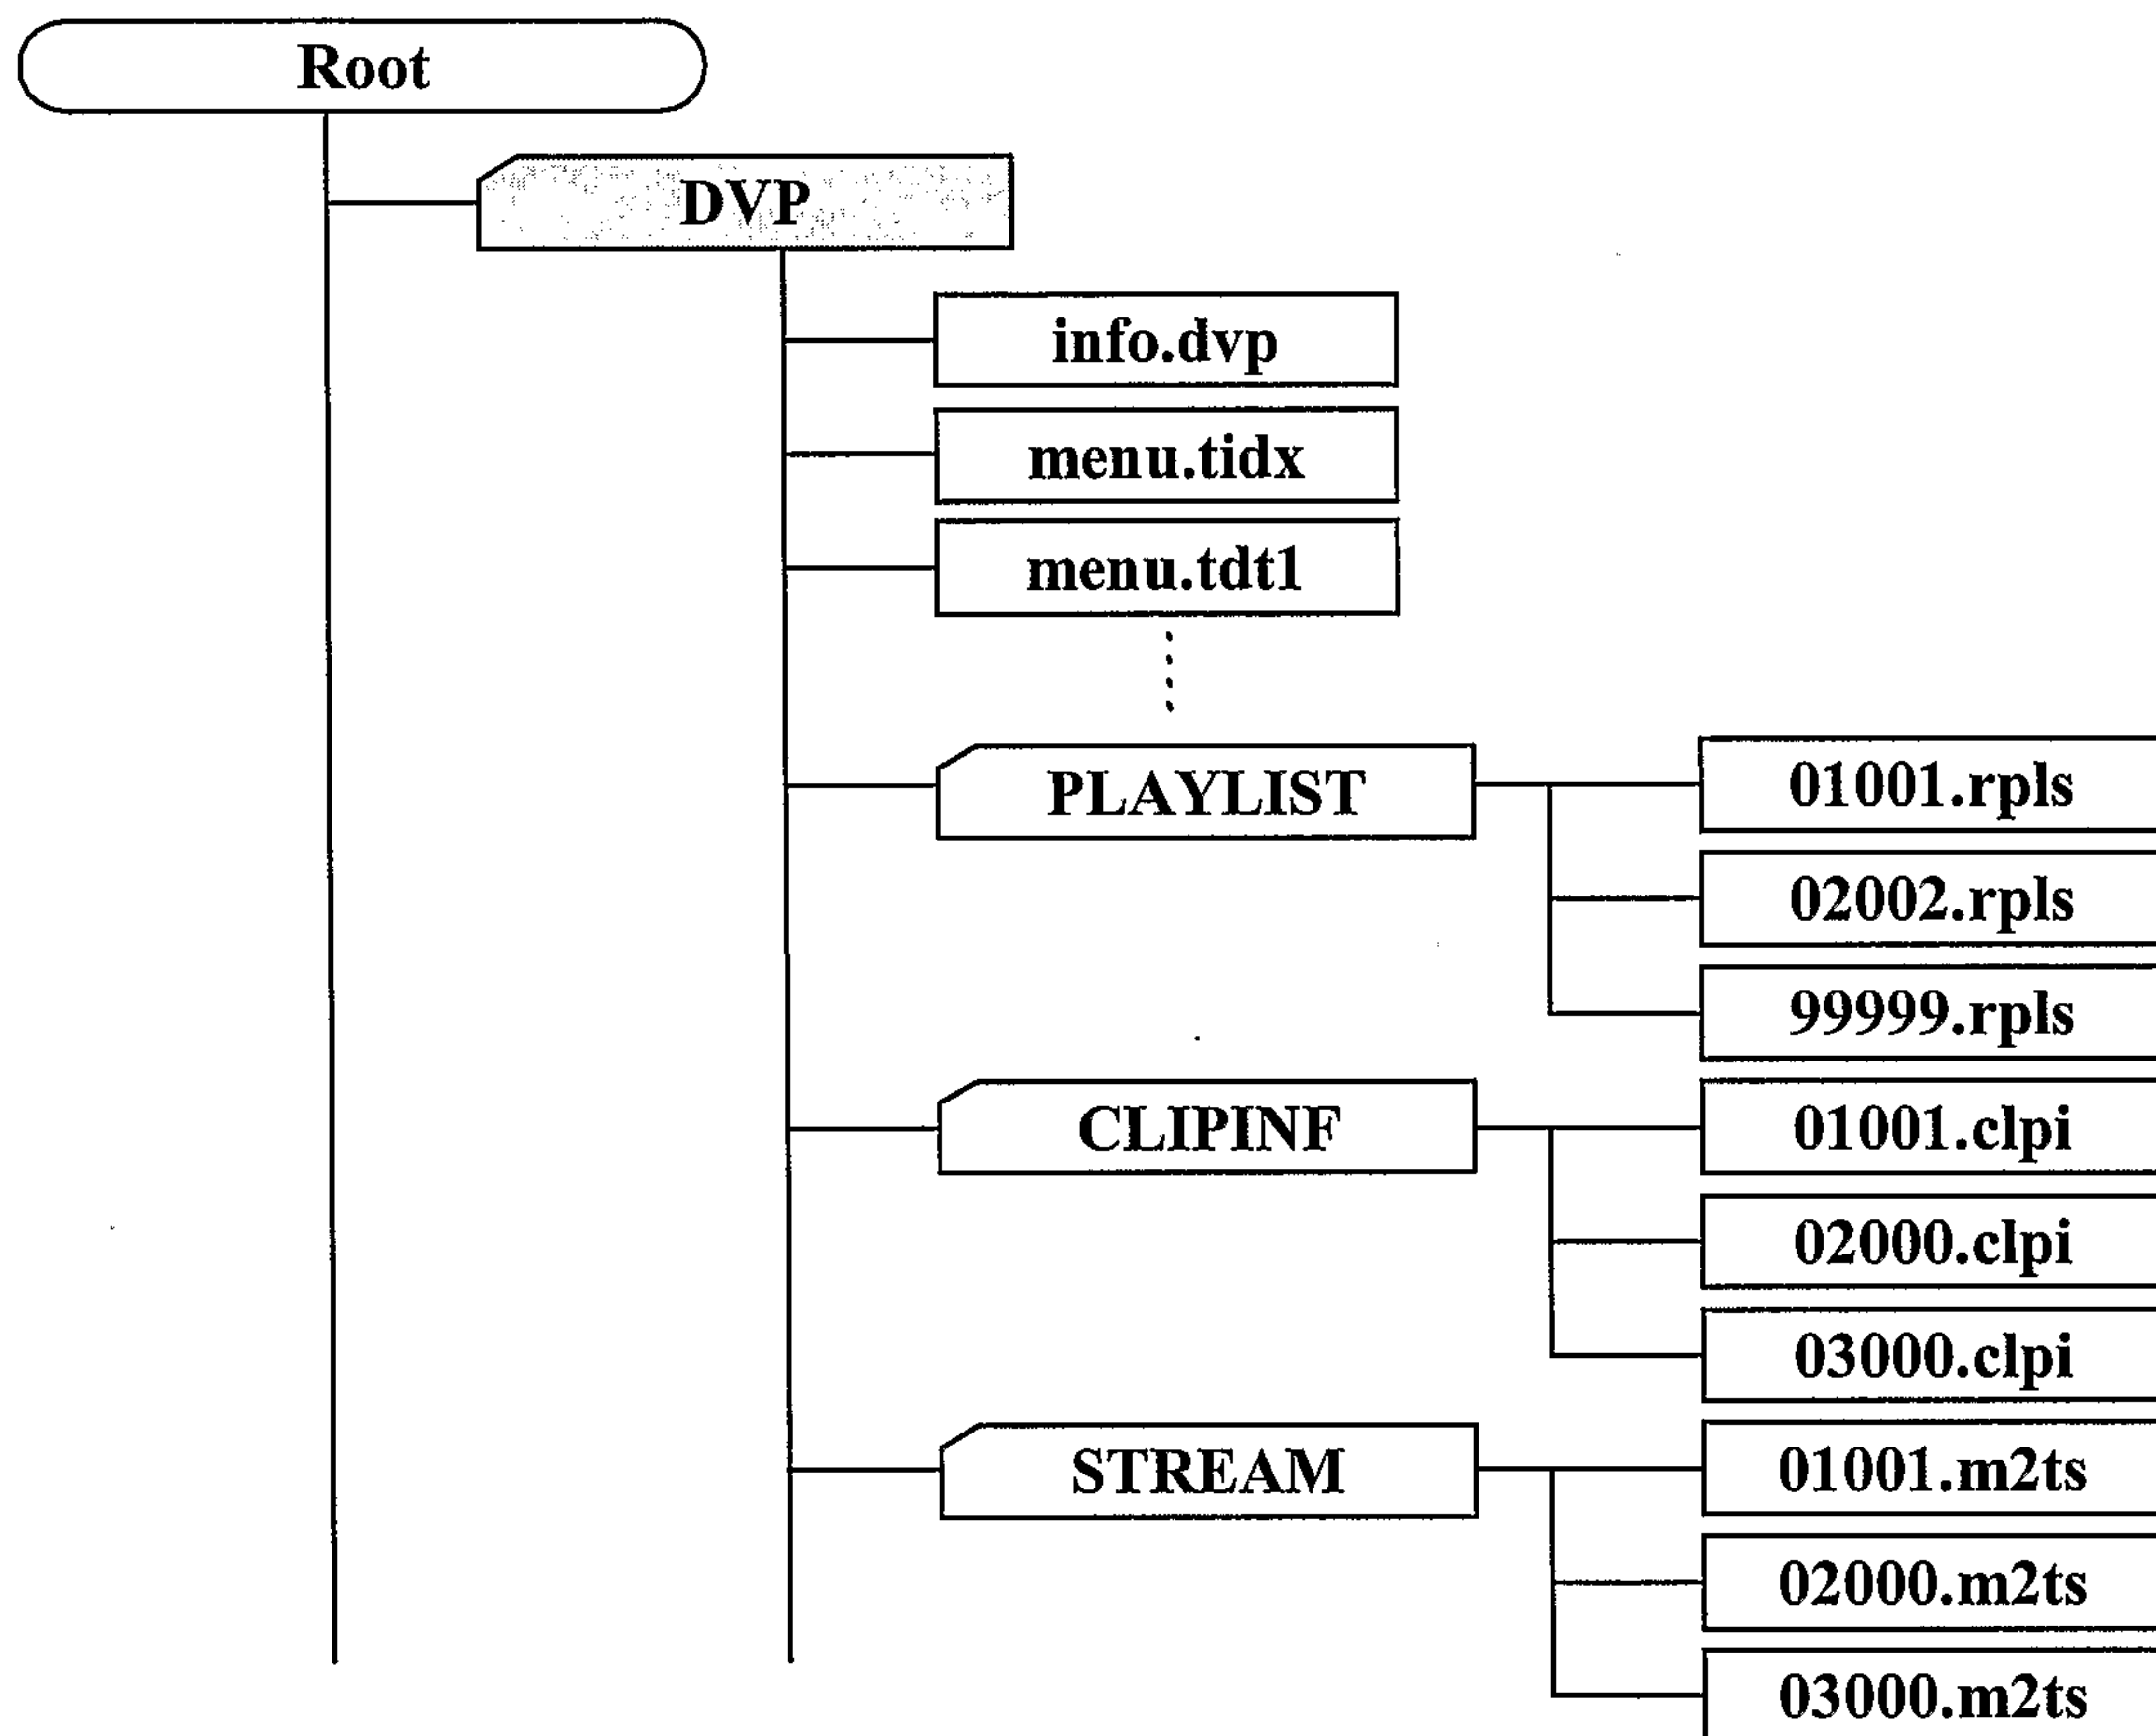 Root
DVP
info.dvp
menu.tidx
menu.tdt1
PLAYLIST
01001.rpls
02002.rpls
99999.rpls
CLIPINF
01001.clpi
02000.clpi
03000.clpi
STREAM
01001.m2ts
02000.m2ts
03000.m2ts